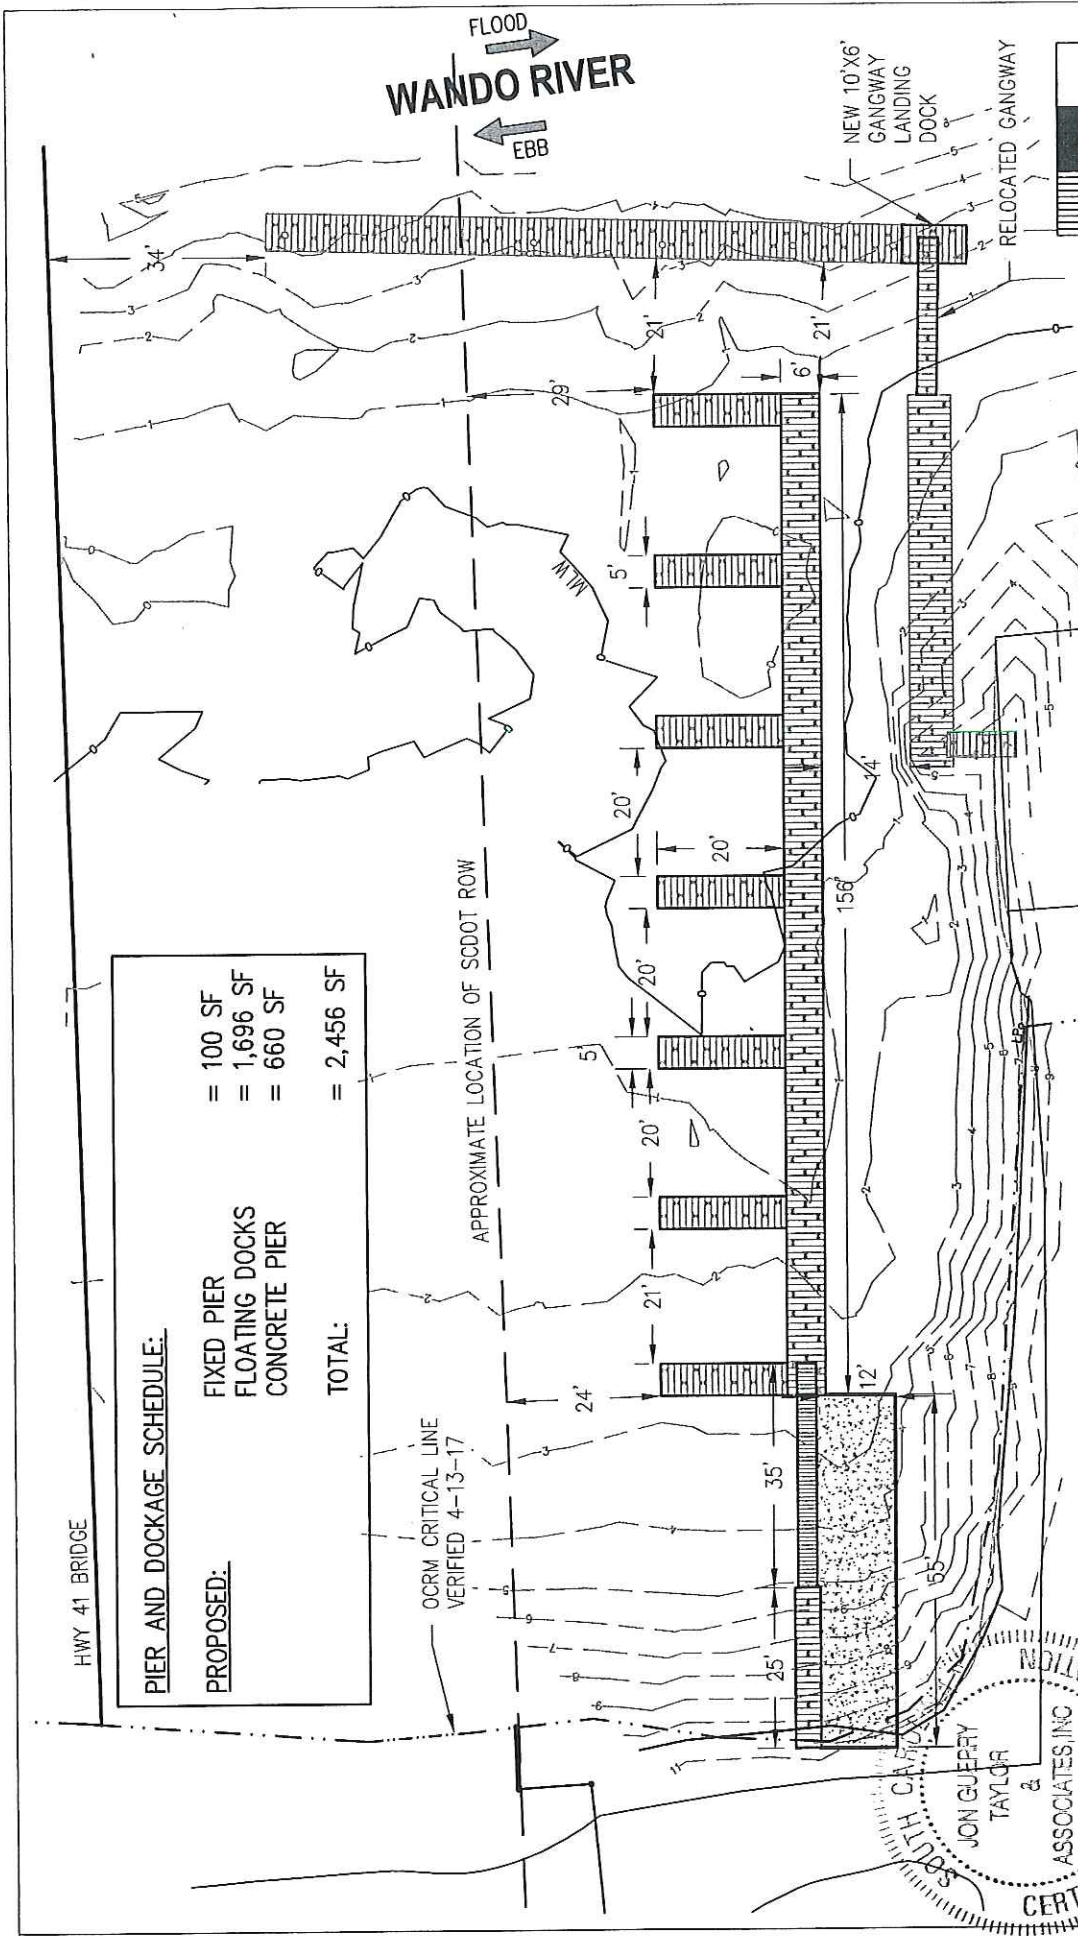 HWY 41 BRIDGE
PIER AND DOCKAGE SCHEDULE:
PROPOSED:
FIXED PIER = 100 SF
FLOATING DOCKS = 1,696 SF
CONCRETE PIER = 660 SF
TOTAL: = 2,456 SF
OCRM CRITICAL LINE
VERIFIED 4-13-17
APPROXIMATE LOCATION OF SCDOT ROW
FLOOD
WANDO RIVER
EBB
NEW 10'X6'
GANGWAY
LANDING
DOCK
RELOCATED GANGWAY
MLW
34'
29'
21'
21'
6'
5'
20'
20'
20'
5'
20'
21'
24'
14'
156'
12'
35'
25'
55'
SOUTH CARO
JON GUERRY
TAYLOR
&
ASSOCIATES,INC
CERT